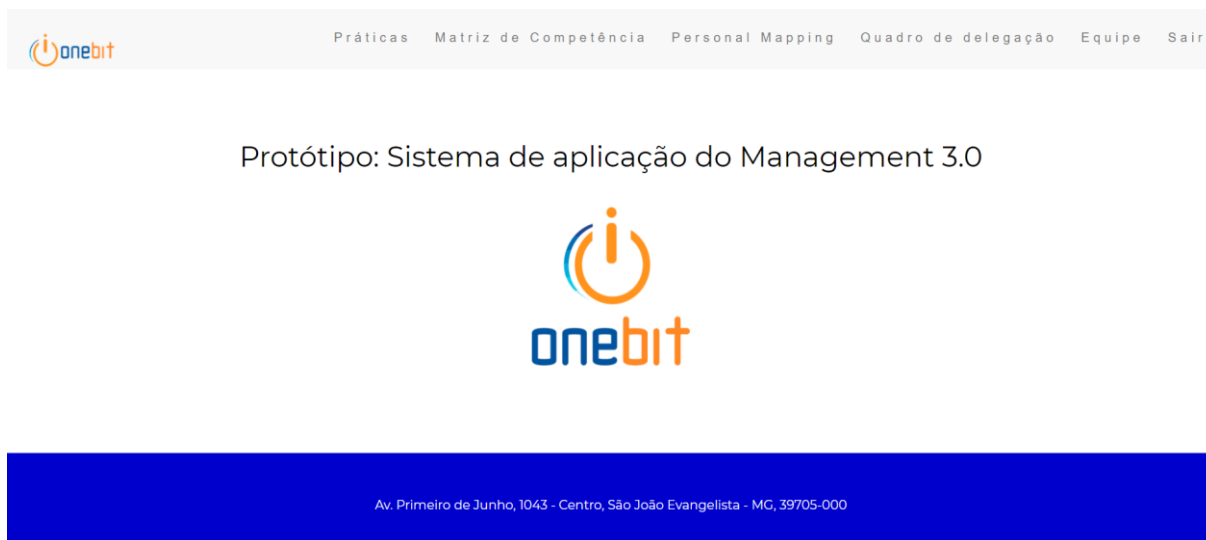 onebit
Práticas Matriz de Competência Personal Mapping Quadro de delegação Equipe Sair
Protótipo: Sistema de aplicação do Management 3.0
onebit
Av. Primeiro de Junho, 1043 - Centro, São João Evangelista - MG, 39705-000